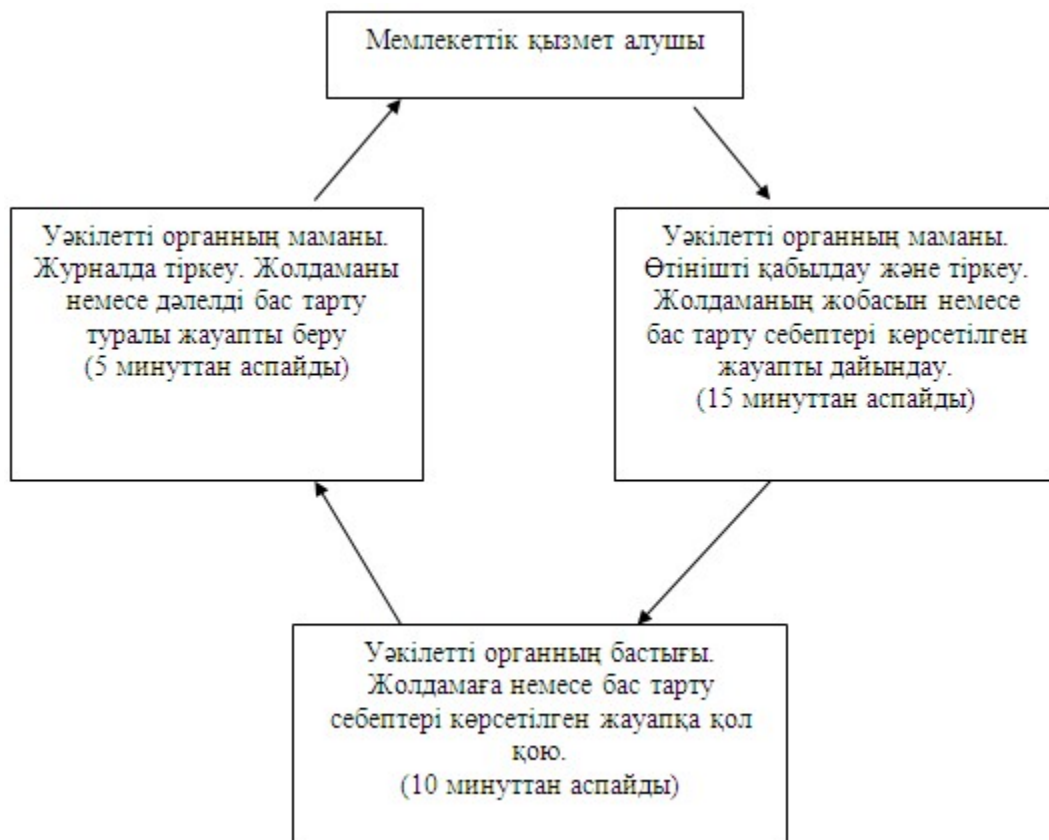 Мемлекеттік қызмет алушы
Уәкілетті органның маманы.
Журналда тіркеу. Жолдаманы
немесе дәлелді бас тарту
туралы жауапты беру
(5 минуттан аспайды)
Уәкілетті органның маманы.
Өтінішті қабылдау және тіркеу.
Жолдаманың жобасын немесе
бас тарту себептері көрсетілген
жауапты дайындау.
(15 минуттан аспайды)
Уәкілетті органның бастығы.
Жолдамаға немесе бас тарту
себептері көрсетілген жауапқа қол
қою.
(10 минуттан аспайды)